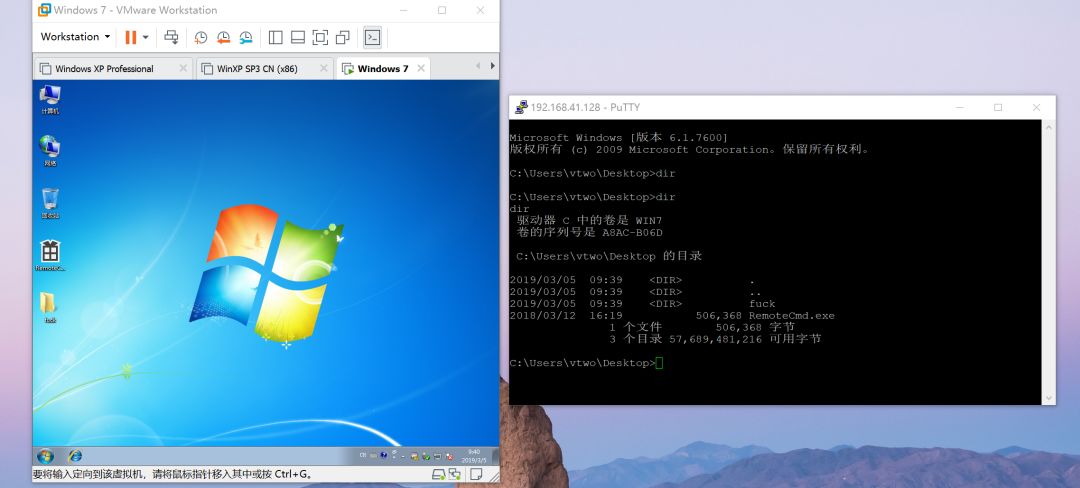 Windows 7 - VMware Workstation
Workstation
Windows XP Professional
WinXP SP3 CN (x86)
Windows 7
计算机
网络
回收站
RemoteC...
fuck
CH
9:40
2019/3/5
要将输入定向到该虚拟机，请将鼠标指针移入其中或按 Ctrl+G。
192.168.41.128 - PuTTY
Microsoft Windows [版本 6.1.7600]
版权所有 (c) 2009 Microsoft Corporation。保留所有权利。
C:\Users\vtwo\Desktop>dir
C:\Users\vtwo\Desktop>dir
dir
驱动器 C 中的卷是 WIN7
卷的序列号是 A8AC-B06D
C:\Users\vtwo\Desktop 的目录
2019/03/05 09:39 <DIR> .
2019/03/05 09:39 <DIR> ..
2019/03/05 09:39 <DIR> fuck
2018/03/12 16:19 506,368 RemoteCmd.exe
1 个文件 506,368 字节
3 个目录 57,689,481,216 可用字节
C:\Users\vtwo\Desktop>